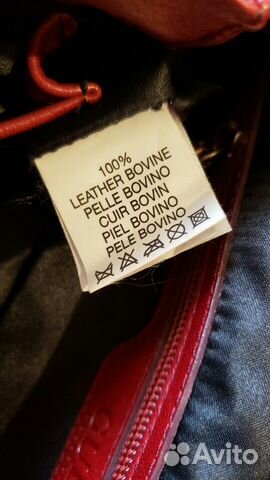 100%
LEATHER BOVINE
PELLE BOVINO
CUIR BOVIN
PIEL BOVINO
PELE BOVINO
Avito